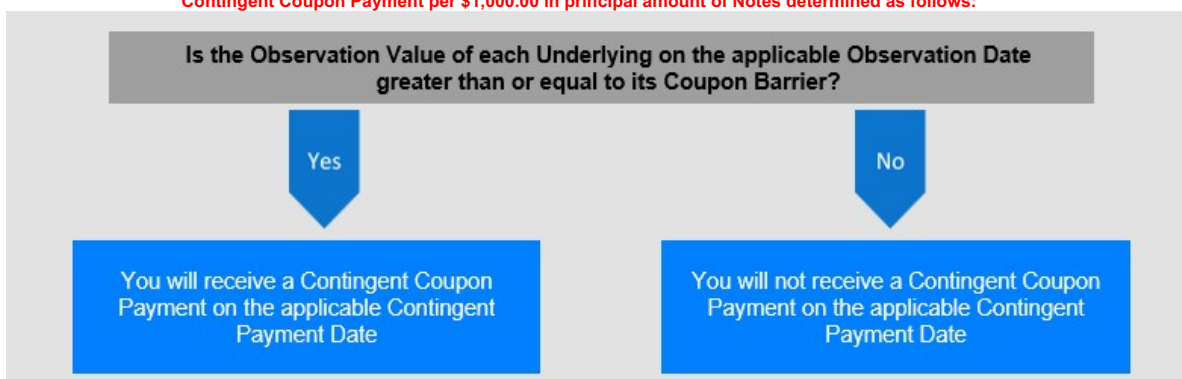 Contingent Coupon Payment per $1,000.00 in principal amount of Notes determined as follows:
Is the Observation Value of each Underlying on the applicable Observation Date
greater than or equal to its Coupon Barrier?
Yes
No
You will receive a Contingent Coupon
Payment on the applicable Contingent
Payment Date
You will not receive a Contingent Coupon
Payment on the applicable Contingent
Payment Date